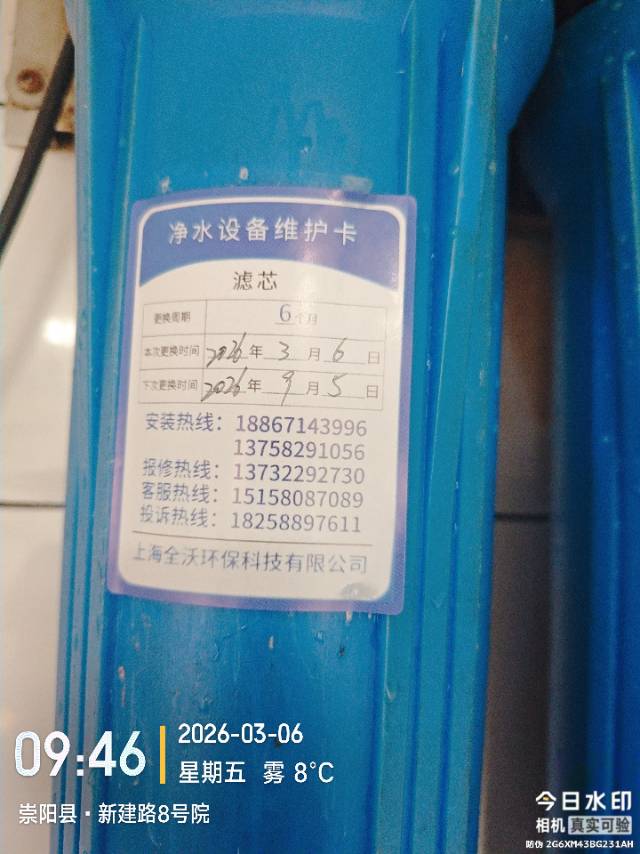 净水设备维护卡
滤芯
更换周期 6个月
本次更换时间 2026年3月6日
下次更换时间 2026年9月5日
安装热线：18867143996
13758291056
报修热线：13732292730
客服热线：15158087089
投诉热线：18258897611
上海全沃环保科技有限公司
09:46
2026-03-06
星期五 雾 8℃
崇阳县·新建路8号院
今日水印
相机 真实可验
防伪 2G6XM43BG231AH